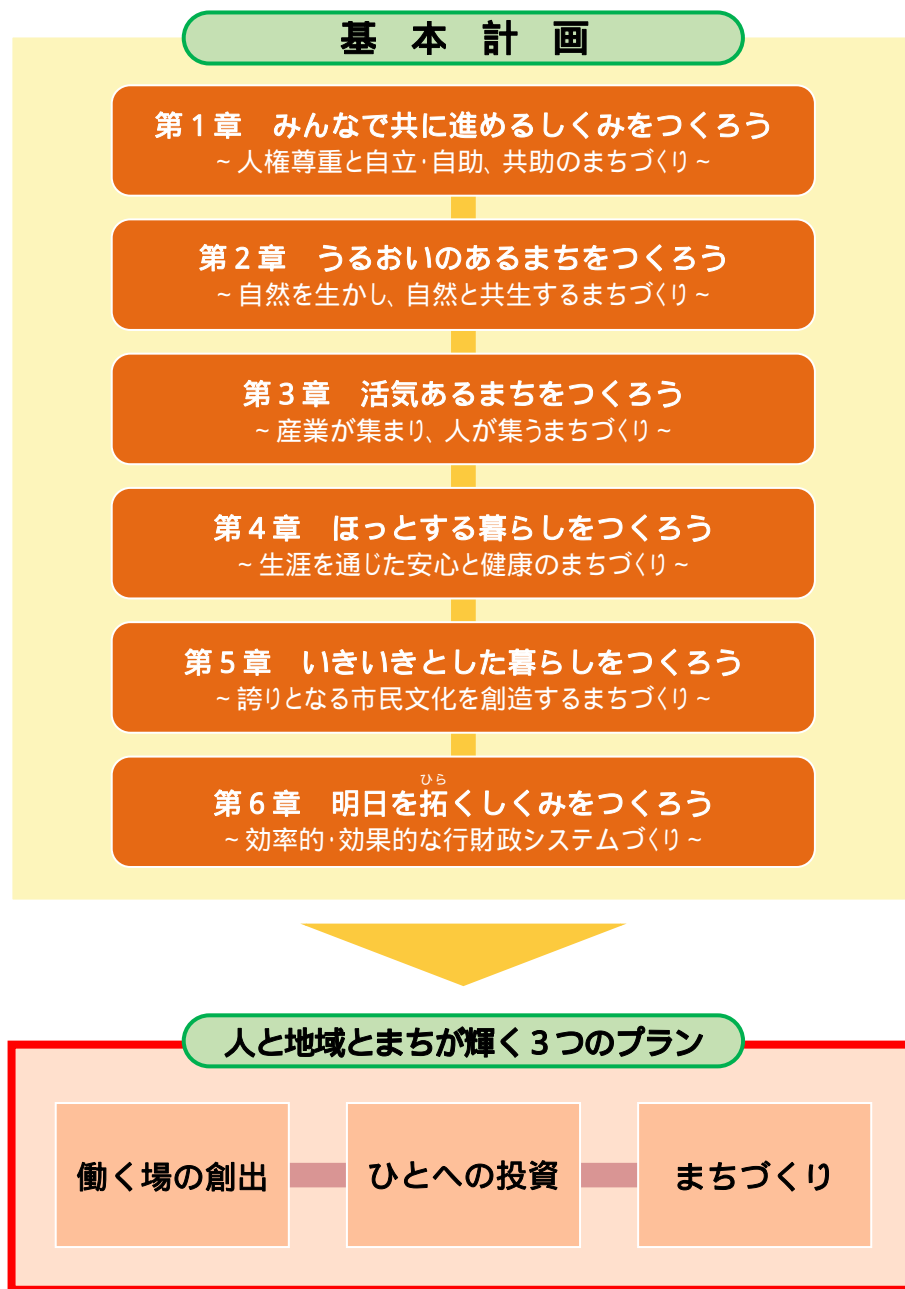 基　本　計　画
第１章　みんなで共に進めるしくみをつくろう
~ 人権尊重と自立･自助、共助のまちづくり ~
第２章　うるおいのあるまちをつくろう
~ 自然を生かし、自然と共生するまちづくり ~
第３章　活気あるまちをつくろう
~ 産業が集まり、人が集うまちづくり ~
第４章　ほっとする暮らしをつくろう
~ 生涯を通じた安心と健康のまちづくり ~
第５章　いきいきとした暮らしをつくろう
~ 誇りとなる市民文化を創造するまちづくり ~
ひら
第６章　明日を拓くしくみをつくろう
~ 効率的･効果的な行財政システムづくり ~
人と地域とまちが輝く３つのプラン
働く場の創出
ひとへの投資
まちづくり